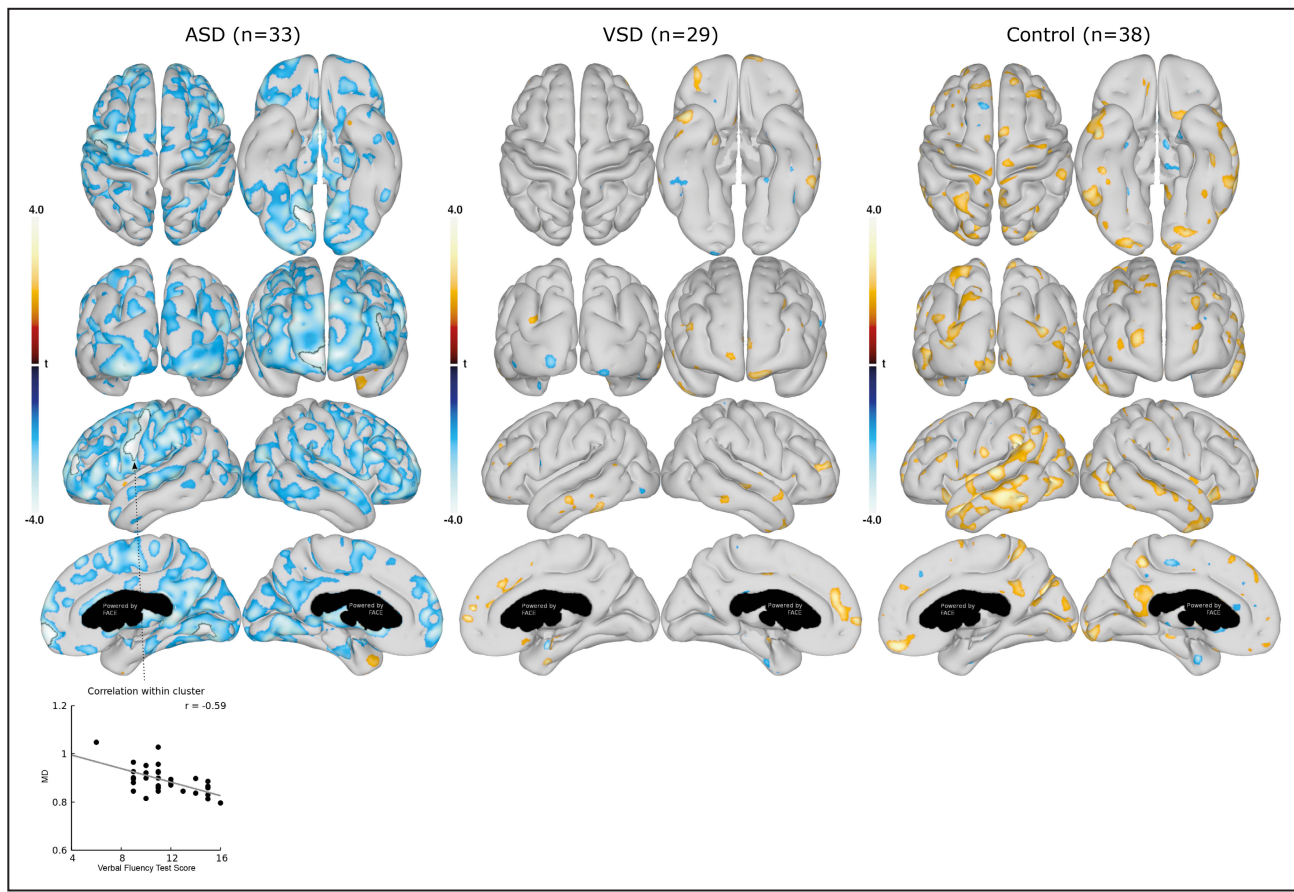 ASD (n=33)
VSD (n=29)
Control (n=38)
4.0
t
-4.0
4.0
t
-4.0
4.0
t
-4.0
Powered by
FACE
Powered by
FACE
Powered by
FACE
Powered by
FACE
Powered by
FACE
Powered by
FACE
Correlation within cluster
r = -0.59
1.2
1
0.8
0.6
MD
4 8 12 16
Verbal Fluency Test Score